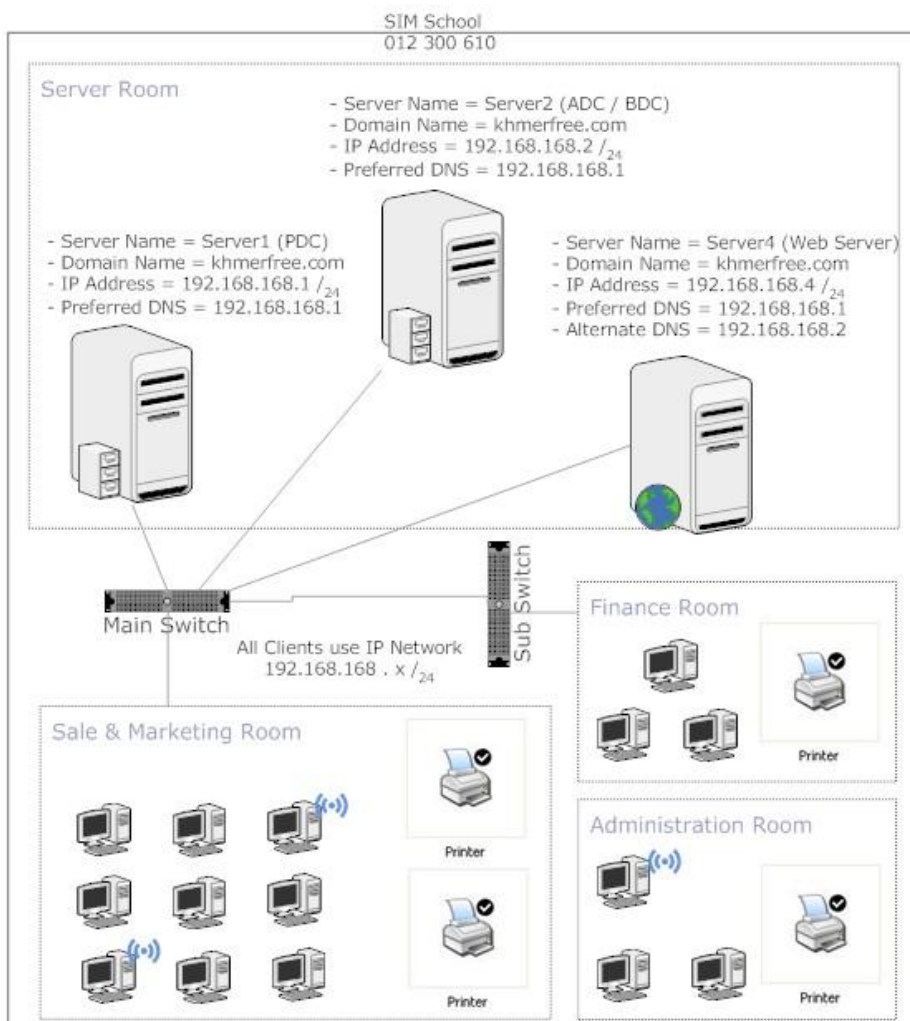 SIM School
012 300 610
Server Room
- Server Name = Server2 (ADC / BDC)
- Domain Name = khmerfree.com
- IP Address = 192.168.168.2 /24
- Preferred DNS = 192.168.168.1
- Server Name = Server1 (PDC)
- Domain Name = khmerfree.com
- IP Address = 192.168.168.1 /24
- Preferred DNS = 192.168.168.1
- Server Name = Server4 (Web Server)
- Domain Name = khmerfree.com
- IP Address = 192.168.168.4 /24
- Preferred DNS = 192.168.168.1
- Alternate DNS = 192.168.168.2
Main Switch
Sub Switch
All Clients use IP Network
192.168.168 . x /24
Finance Room
Printer
Sale & Marketing Room
Printer
Printer
Administration Room
Printer